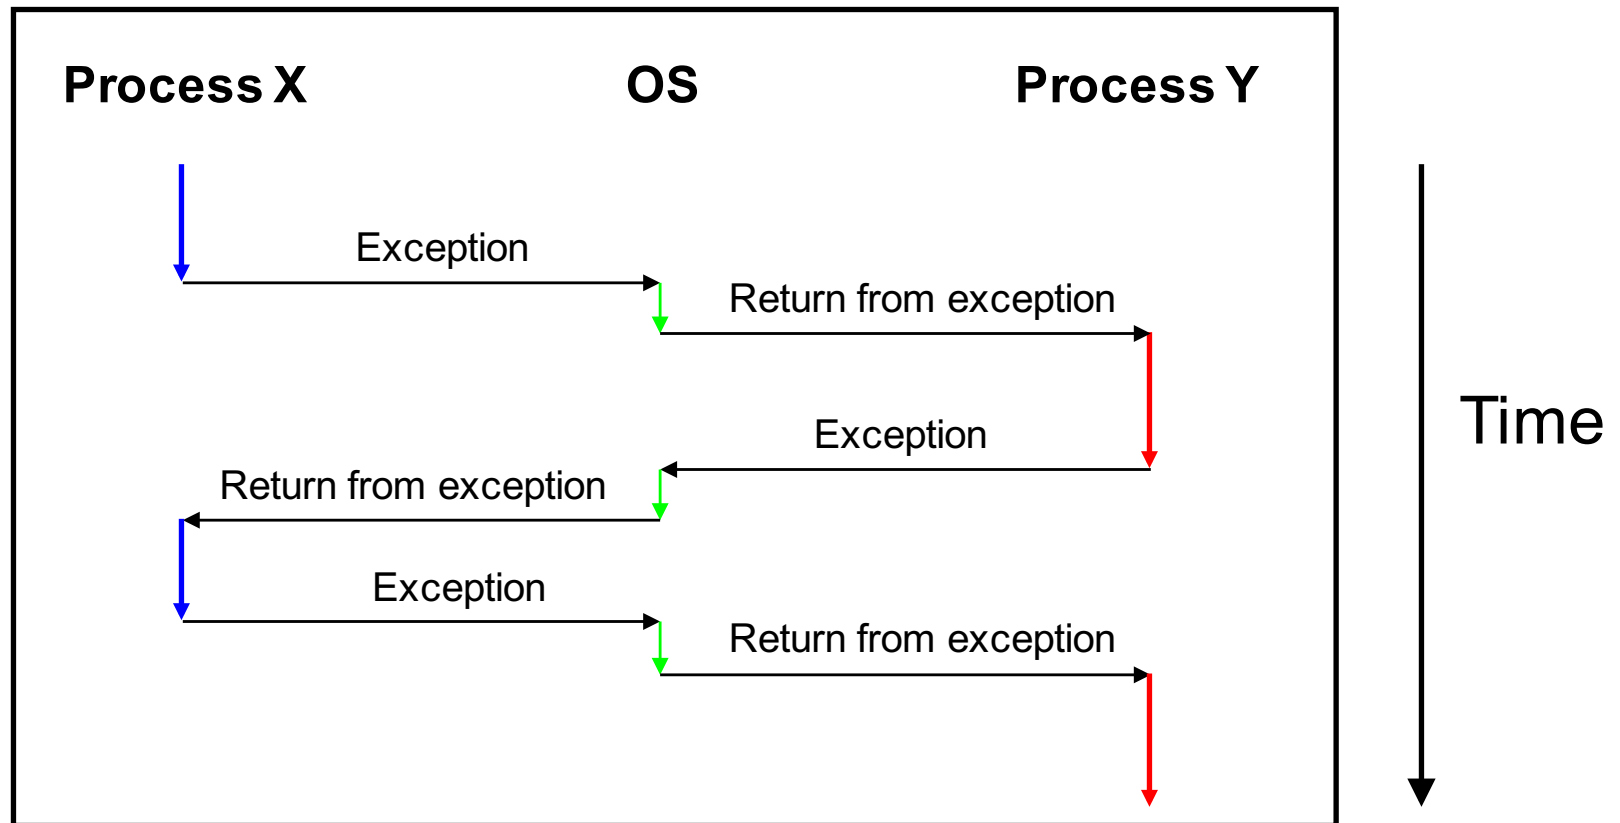 Process X
OS
Process Y
Exception
Return from exception
Time
Exception
Return from exception
Exception
Return from exception